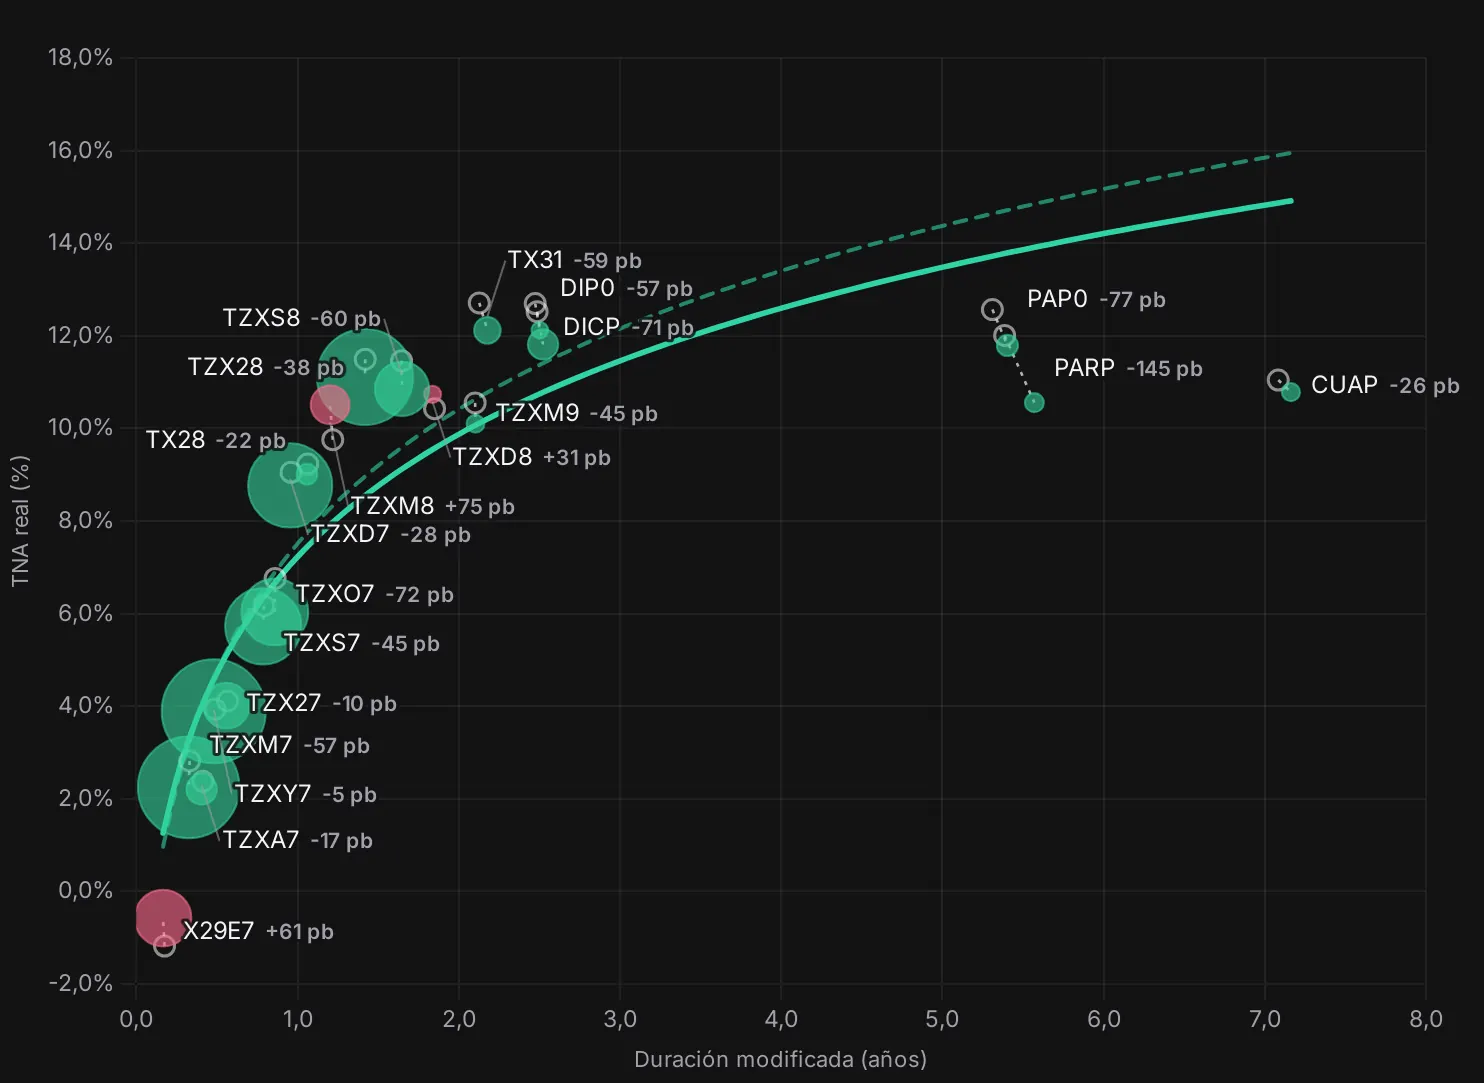 18,0%
16,0%
14,0%
12,0%
10,0%
8,0%
6,0%
4,0%
2,0%
0,0%
-2,0%
TNA real (%)
TX31 -59 pb
DIP0 -57 pb
PAP0 -77 pb
TZXS8 -60 pb
DICP -71 pb
TZX28 -38 pb
PARP -145 pb
CUAP -26 pb
TZXM9 -45 pb
TX28 -22 pb
TZXD8 +31 pb
TZXM8 +75 pb
TZXD7 -28 pb
TZXO7 -72 pb
TZXS7 -45 pb
TZX27 -10 pb
TZXM7 -57 pb
TZXY7 -5 pb
TZXA7 -17 pb
X29E7 +61 pb
0,0 1,0 2,0 3,0 4,0 5,0 6,0 7,0 8,0
Duración modificada (años)